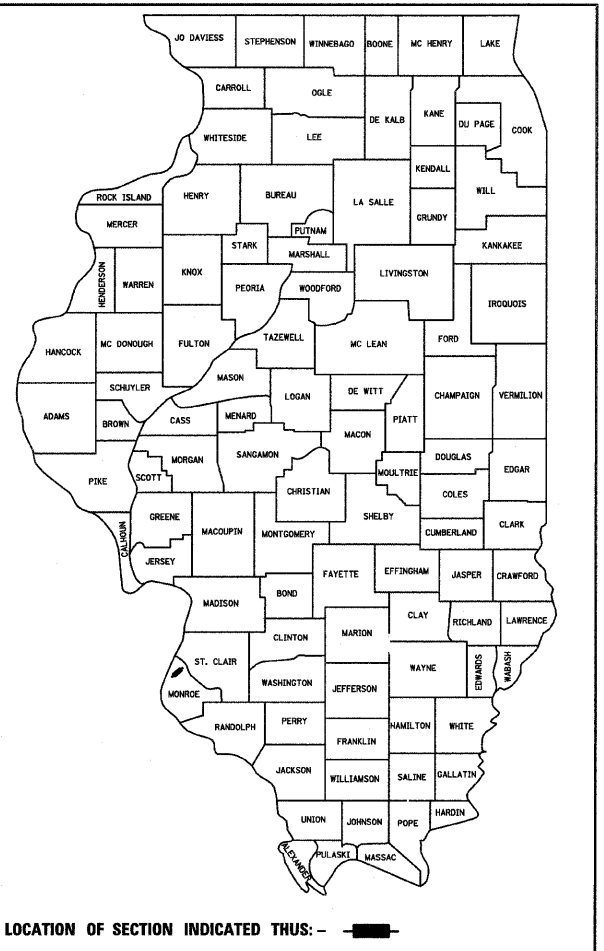 JO DAVIESS STEPHENSON WINNEBAGO BOONE MC HENRY LAKE
CARROLL OGLE DE KALB KANE DU PAGE COOK
WHITESIDE LEE
KENDALL WILL
ROCK ISLAND HENRY BUREAU LA SALLE GRUNDY
MERCER PUTNAM KANKAKEE
STARK MARSHALL
HENDERSON WARREN KNOX PEORIA WOODFORD LIVINGSTON IROQUOIS
HANCOCK MC DONOUGH FULTON TAZEWELL MC LEAN FORD
MASON
SCHUYLER LOGAN DE WITT CHAMPAIGN VERMILION
ADAMS BROWN CASS MENARD MACON PIATT
SANGAMON DOUGLAS EDGAR
PIKE SCOTT MORGAN MOULTRIE
CHRISTIAN COLES
GREENE MACOUPIN MONTGOMERY SHELBY CUMBERLAND CLARK
CALHOUN JERSEY
FAYETTE EFFINGHAM JASPER CRAWFORD
MADISON BOND
CLAY RICHLAND LAWRENCE
CLINTON MARION
ST. CLAIR WAYNE EDWARDS WABASH
MONROE WASHINGTON JEFFERSON
RANDOLPH PERRY HAMILTON WHITE
FRANKLIN
JACKSON WILLIAMSON SALINE GALLATIN
UNION JOHNSON POPE HARDIN
ALEXANDER PULASKI MASSAC
LOCATION OF SECTION INDICATED THUS: -